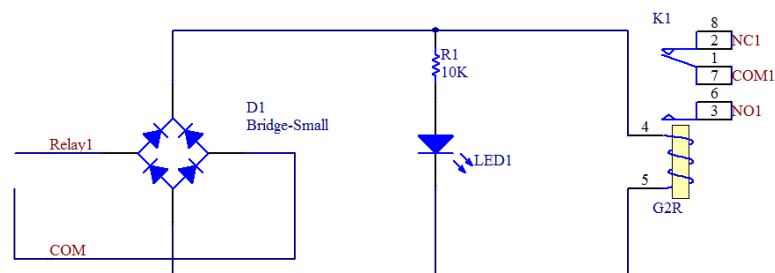 K1
8
2
NC1
1
7
COM1
6
3
NO1
R1
10K
D1
Bridge-Small
Relay1
LED1
4
5
G2R
COM